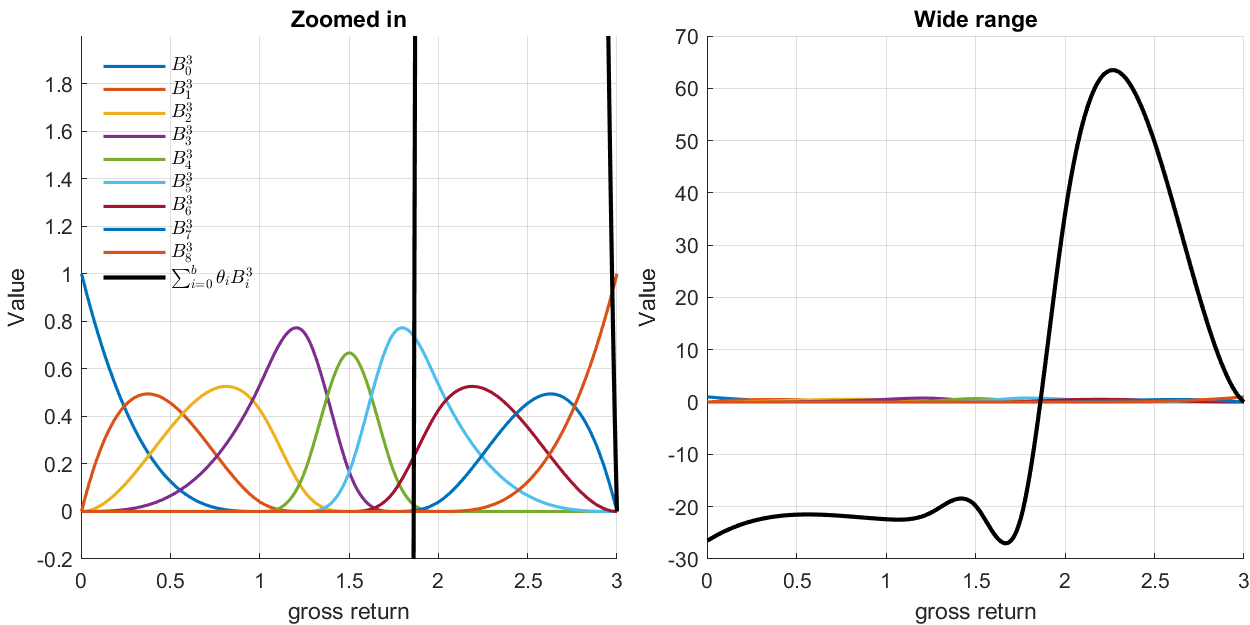 Zoomed in
1.8
1.6
1.4
1.2
1
0.8
0.6
0.4
0.2
0
-0.2
Value
B_0^3
B_1^3
B_2^3
B_3^3
B_4^3
B_5^3
B_6^3
B_7^3
B_8^3
∑_{i=0}^b θ_i B_i^3
0 0.5 1 1.5 2 2.5 3
gross return
Wide range
70
60
50
40
30
20
10
0
-10
-20
-30
Value
0 0.5 1 1.5 2 2.5 3
gross return